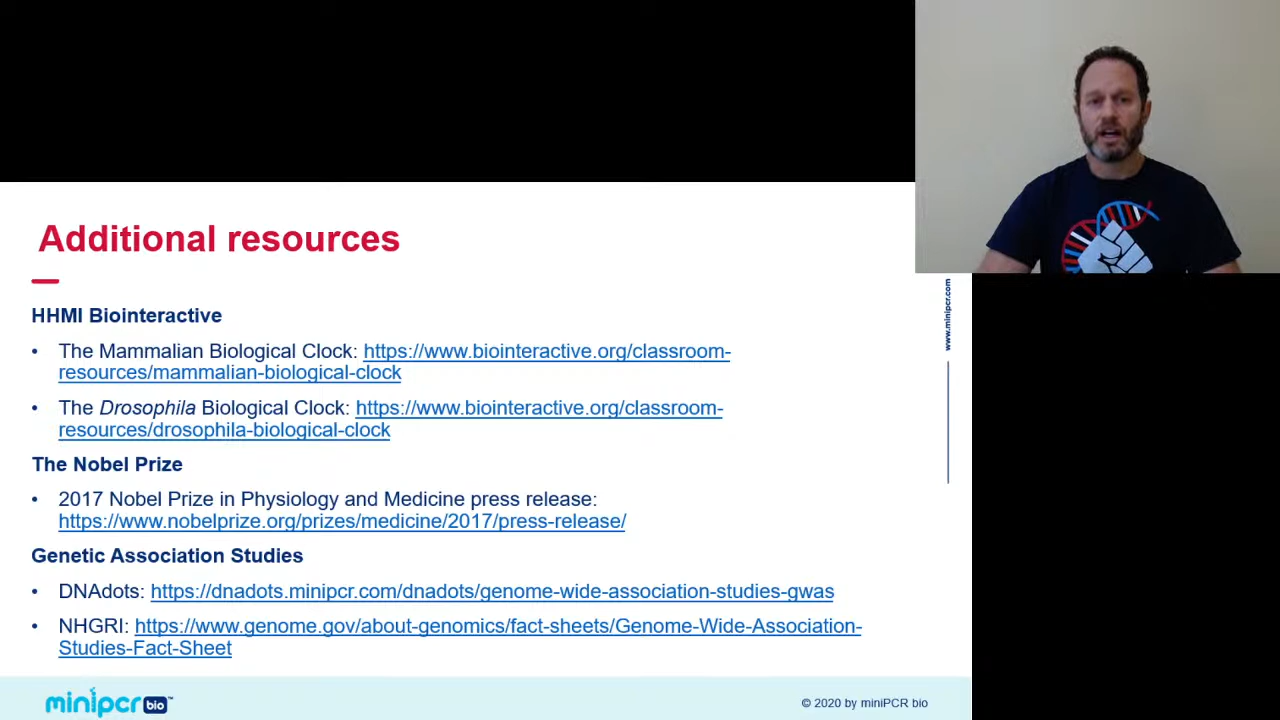 Additional resources
www.minipcr.com
HHMI Biointeractive
• The Mammalian Biological Clock: https://www.biointeractive.org/classroom-
resources/mammalian-biological-clock
• The Drosophila Biological Clock: https://www.biointeractive.org/classroom-
resources/drosophila-biological-clock
The Nobel Prize
• 2017 Nobel Prize in Physiology and Medicine press release:
https://www.nobelprize.org/prizes/medicine/2017/press-release/
Genetic Association Studies
• DNAdots: https://dnadots.minipcr.com/dnadots/genome-wide-association-studies-gwas
• NHGRI: https://www.genome.gov/about-genomics/fact-sheets/Genome-Wide-Association-
Studies-Fact-Sheet
minipcr bio™
© 2020 by miniPCR bio